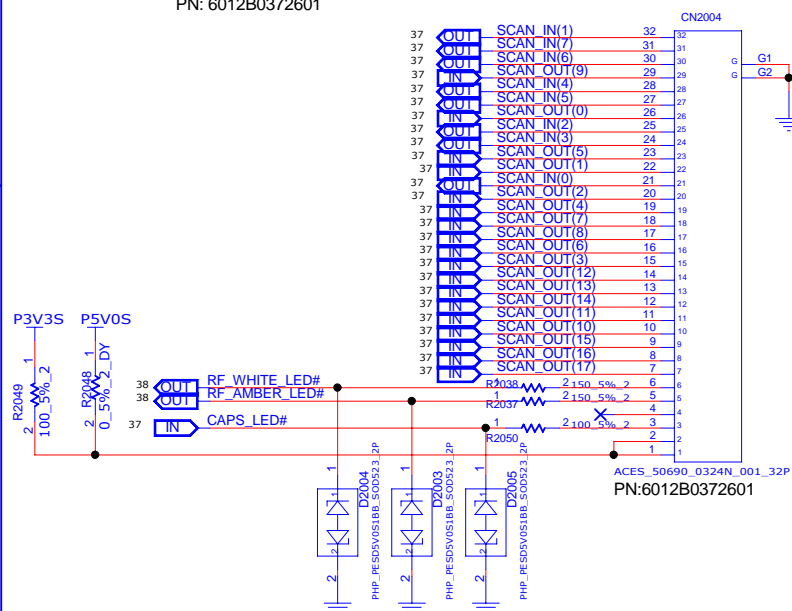 PN: 6012B0372601
CN2004
37 OUT SCAN_IN(1) 32 32
37 OUT SCAN_IN(7) 31 31
37 OUT SCAN_IN(6) 30 30 G G1
37 IN SCAN_OUT(9) 29 29 G G2
37 OUT SCAN_IN(4) 28 28
37 OUT SCAN_IN(5) 27 27
37 IN SCAN_OUT(0) 26 26
37 OUT SCAN_IN(2) 25 25
37 OUT SCAN_IN(3) 24 24
37 IN SCAN_OUT(5) 23 23
37 IN SCAN_OUT(1) 22 22
37 OUT SCAN_IN(0) 21 21
37 IN SCAN_OUT(2) 20 20
37 IN SCAN_OUT(4) 19 19
37 IN SCAN_OUT(7) 18 18
37 IN SCAN_OUT(8) 17 17
37 IN SCAN_OUT(6) 16 16
37 IN SCAN_OUT(3) 15 15
37 IN SCAN_OUT(12) 14 14
37 IN SCAN_OUT(13) 13 13
37 IN SCAN_OUT(14) 12 12
37 IN SCAN_OUT(11) 11 11
37 IN SCAN_OUT(10) 10 10
37 IN SCAN_OUT(15) 9 9
37 IN SCAN_OUT(16) 8 8
37 IN SCAN_OUT(17) 7 7
P3V3S P5V0S
1 R2049 100_5%_2 2
1 R2048 0_5%_2_DY 2
38 OUT RF_WHITE_LED# 1 R2038 2 150_5%_2 6 6
38 OUT RF_AMBER_LED# 1 R2037 2 150_5%_2 5 5
4 4
37 IN CAPS_LED# 1 R2050 2 100_5%_2 3 3
2 2
1 1
ACES_50690_0324N_001_32P
PN:6012B0372601
1 1 D2004 PHP_PESD5V0S1BB_SOD523_2P 2 2
1 1 D2003 PHP_PESD5V0S1BB_SOD523_2P 2 2
1 1 D2005 PHP_PESD5V0S1BB_SOD523_2P 2 2